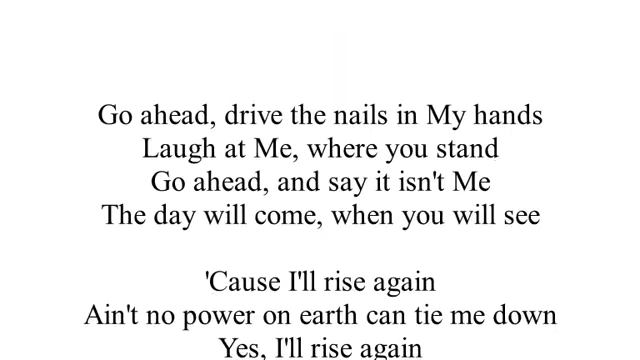 Go ahead, drive the nails in My hands
Laugh at Me, where you stand
Go ahead, and say it isn't Me
The day will come, when you will see
'Cause I'll rise again
Ain't no power on earth can tie me down
Yes, I'll rise again